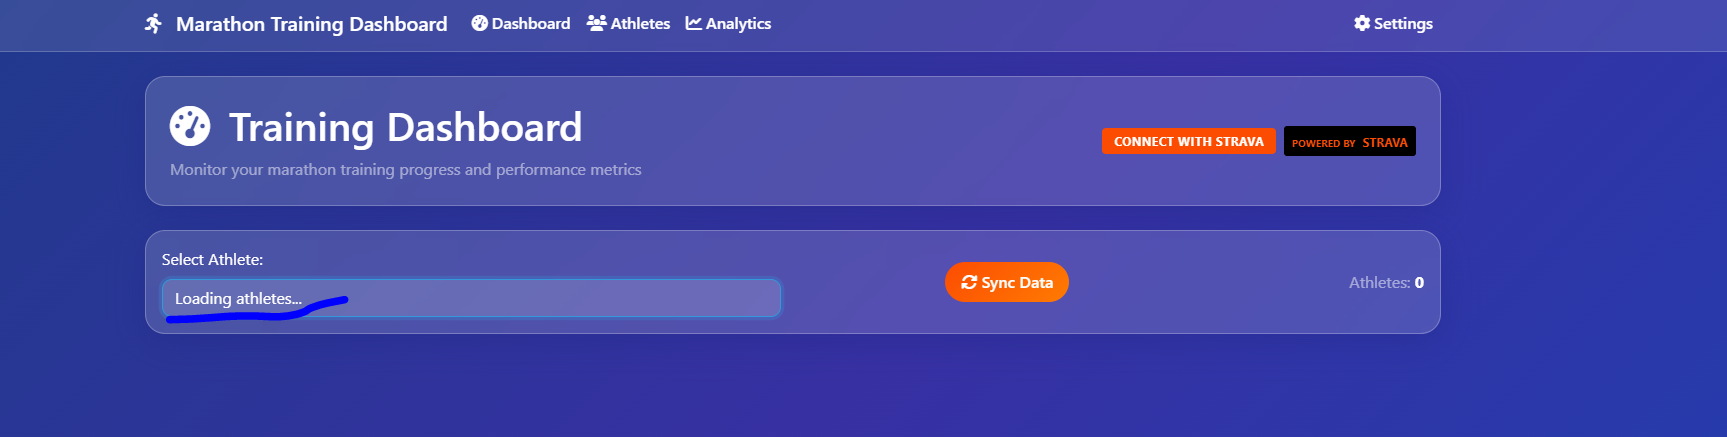 Marathon Training Dashboard Dashboard Athletes Analytics Settings
Training Dashboard
Monitor your marathon training progress and performance metrics
CONNECT WITH STRAVA POWERED BY STRAVA
Select Athlete:
Loading athletes...
Sync Data
Athletes: 0